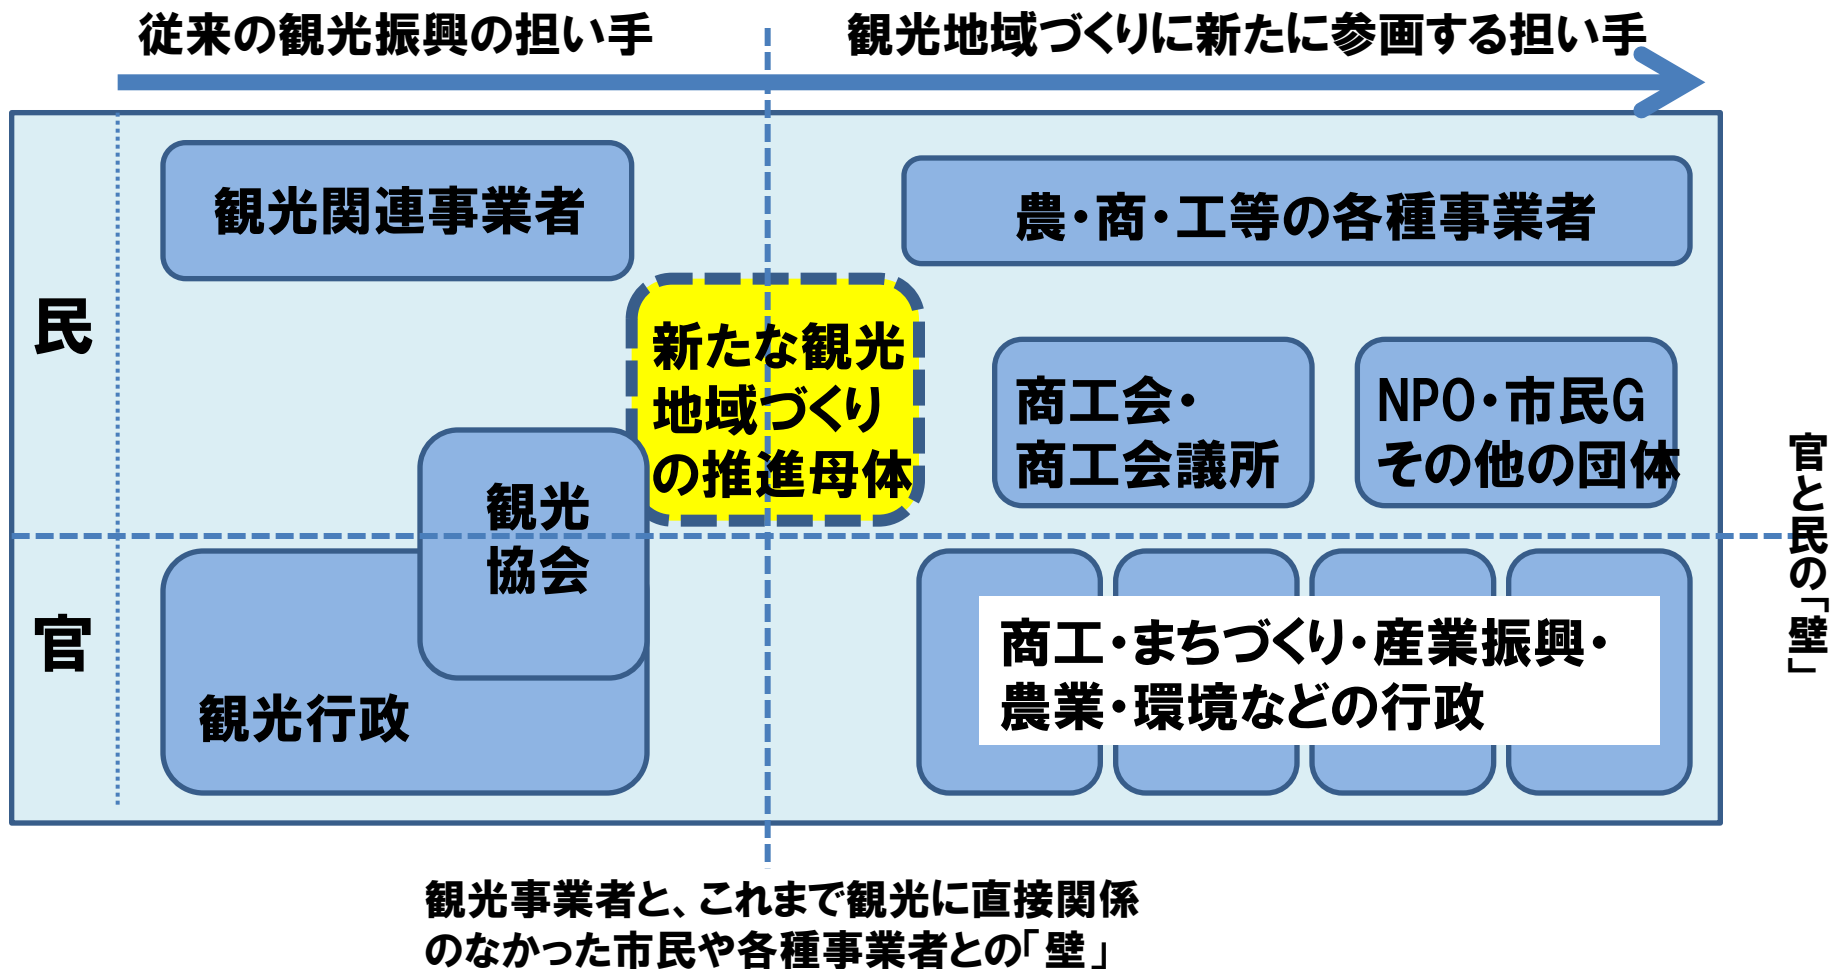 従来の観光振興の担い手
観光地域づくりに新たに参画する担い手
民
観光関連事業者
農・商・工等の各種事業者
新たな観光
地域づくり
の推進母体
商工会・
商工会議所
NPO・市民G
その他の団体
観光
協会
官
観光行政
商工・まちづくり・産業振興・
農業・環境などの行政
官と民の「壁」
観光事業者と、これまで観光に直接関係
のなかった市民や各種事業者との「壁」